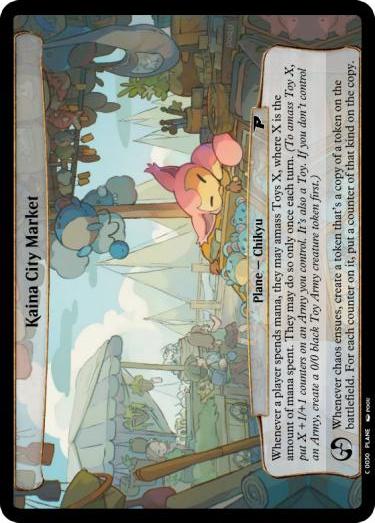 Kaina City Market
Plane – Chikyu
Whenever a player spends mana, they may amass Toys X, where X is the
amount of mana spent. They may do so only once each turn. (To amass Toy X,
put X +1/+1 counters on an Army you control. It's also a Toy. If you don't control
an Army, create a 0/0 black Toy Army creature token first.)
Whenever chaos ensues, create a token that's a copy of a token on the
battlefield. For each counter on it, put a counter of that kind on the copy.
C 0030 PLANE